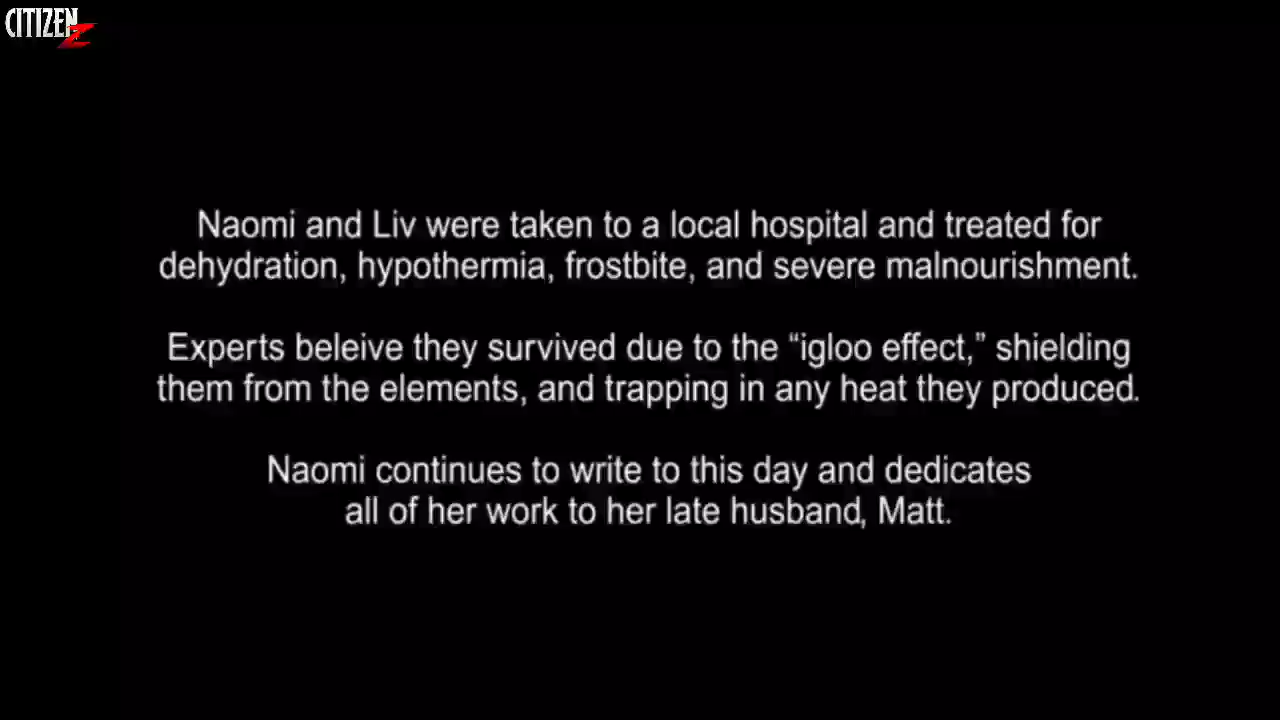 CITIZEN Z
Naomi and Liv were taken to a local hospital and treated for
dehydration, hypothermia, frostbite, and severe malnourishment.
Experts beleive they survived due to the “igloo effect,” shielding
them from the elements, and trapping in any heat they produced.
Naomi continues to write to this day and dedicates
all of her work to her late husband, Matt.